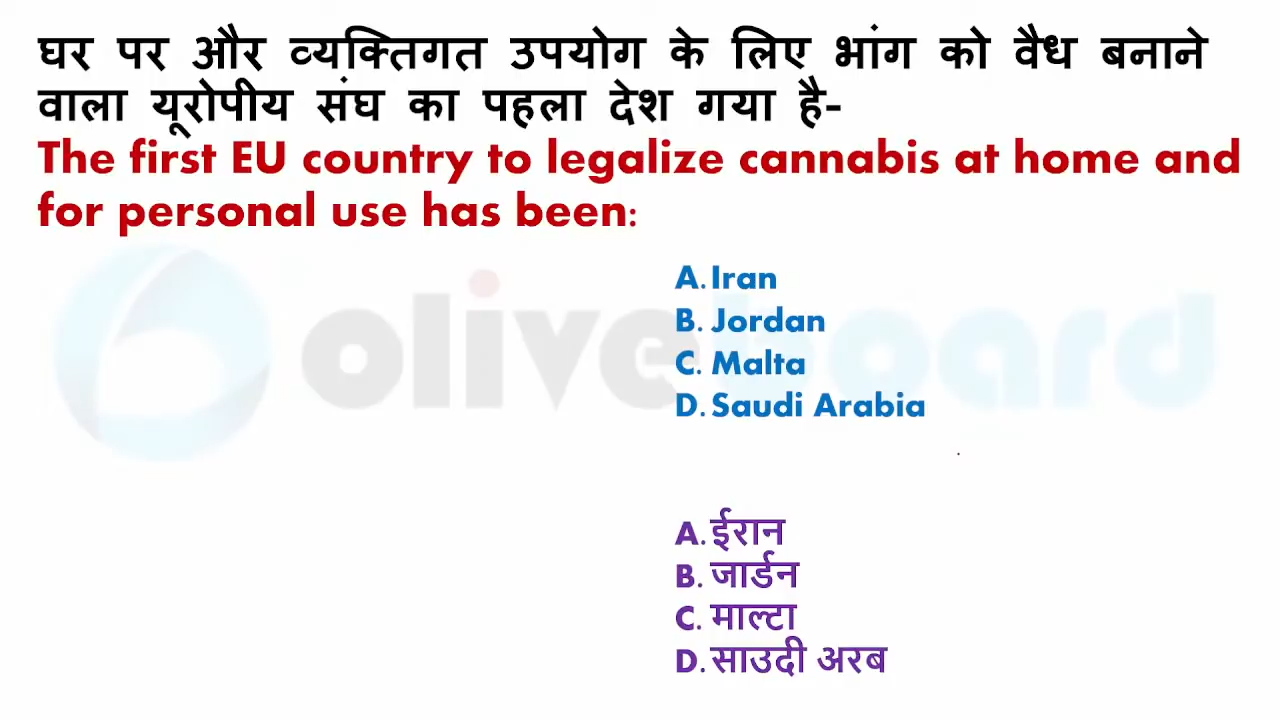 घर पर और व्यक्तिगत उपयोग के लिए भांग को वैध बनाने
वाला यूरोपीय संघ का पहला देश गया है-
The first EU country to legalize cannabis at home and
for personal use has been:
oliveboard
A. Iran
B. Jordan
C. Malta
D. Saudi Arabia
A. ईरान
B. जार्डन
C. माल्टा
D. साउदी अरब